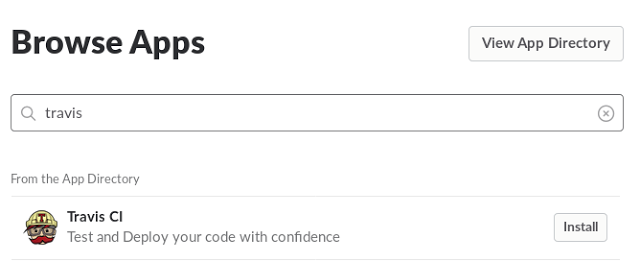 Browse Apps
View App Directory
travis
From the App Directory
Travis CI
Test and Deploy your code with confidence
Install